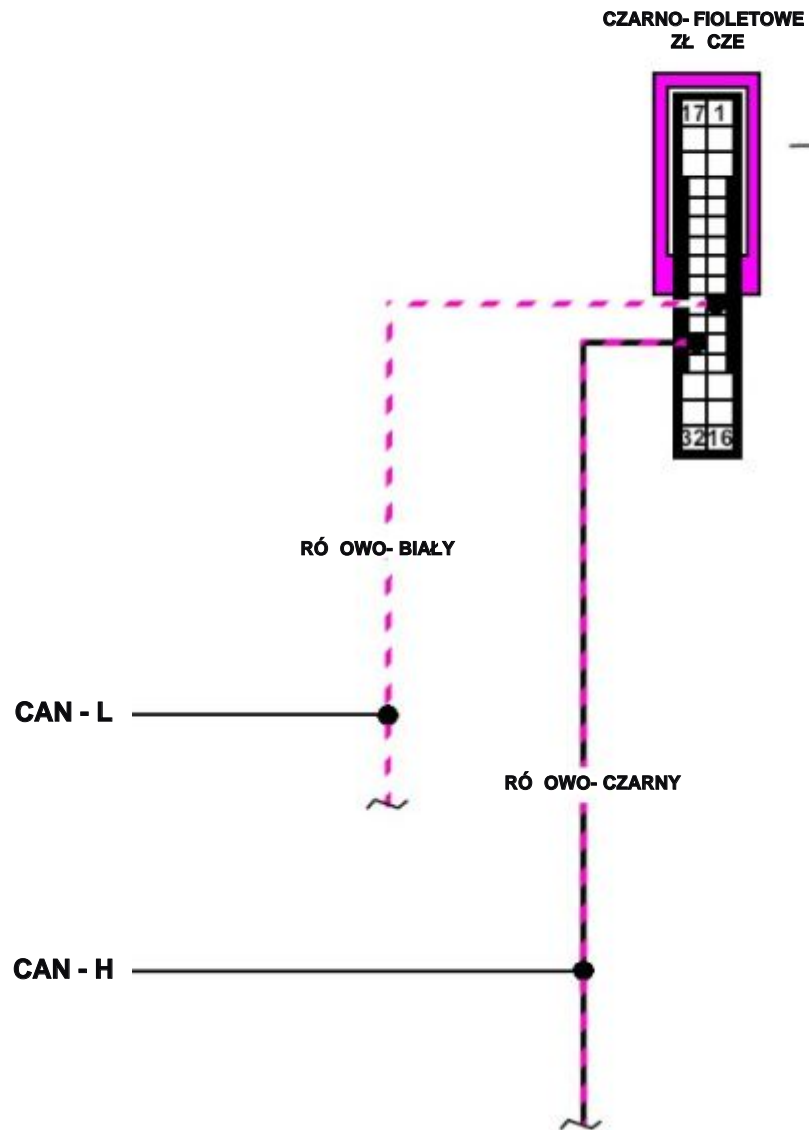 CZARNO- FIOLETOWE
ZŁ CZE
17 1
32 16
RÓ OWO- BIAŁY
CAN - L
RÓ OWO- CZARNY
CAN - H